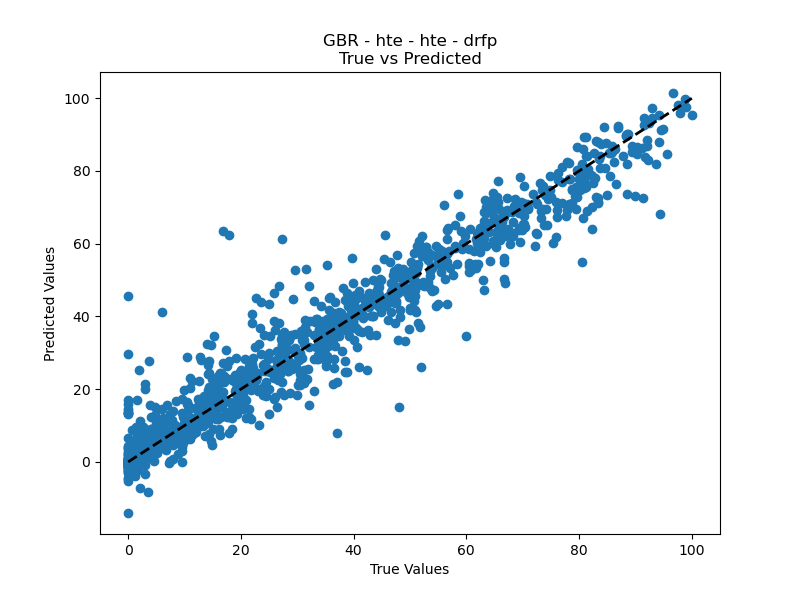 GBR - hte - hte - drfp
True vs Predicted
100
80
60
40
20
0
Predicted Values
0 20 40 60 80 100
True Values